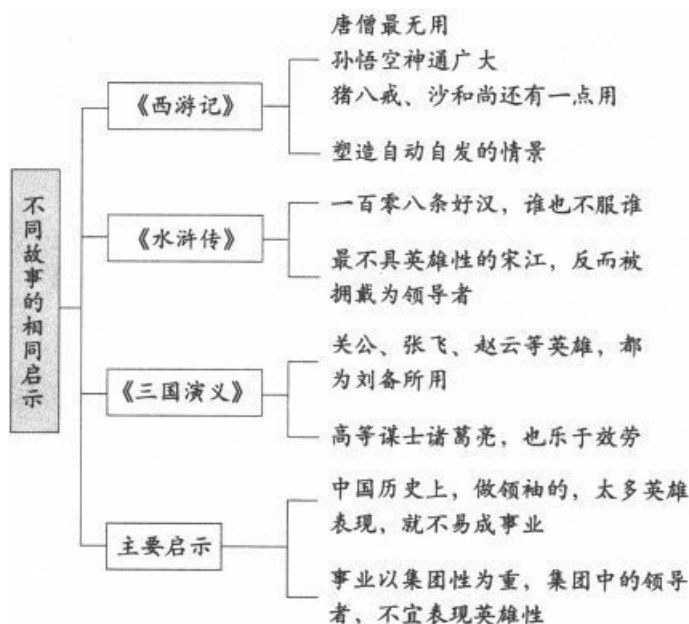 不同故事的相同启示
《西游记》
唐僧最无用
孙悟空神通广大
猪八戒、沙和尚还有一点用
塑造自动自发的情景
《水浒传》
一百零八条好汉，谁也不服谁
最不具英雄性的宋江，反而被
拥戴为领导者
《三国演义》
关公、张飞、赵云等英雄，都
为刘备所用
高等谋士诸葛亮，也乐于效劳
主要启示
中国历史上，做领袖的，太多英雄
表现，就不易成事业
事业以集团性为重，集团中的领导
者，不宜表现英雄性